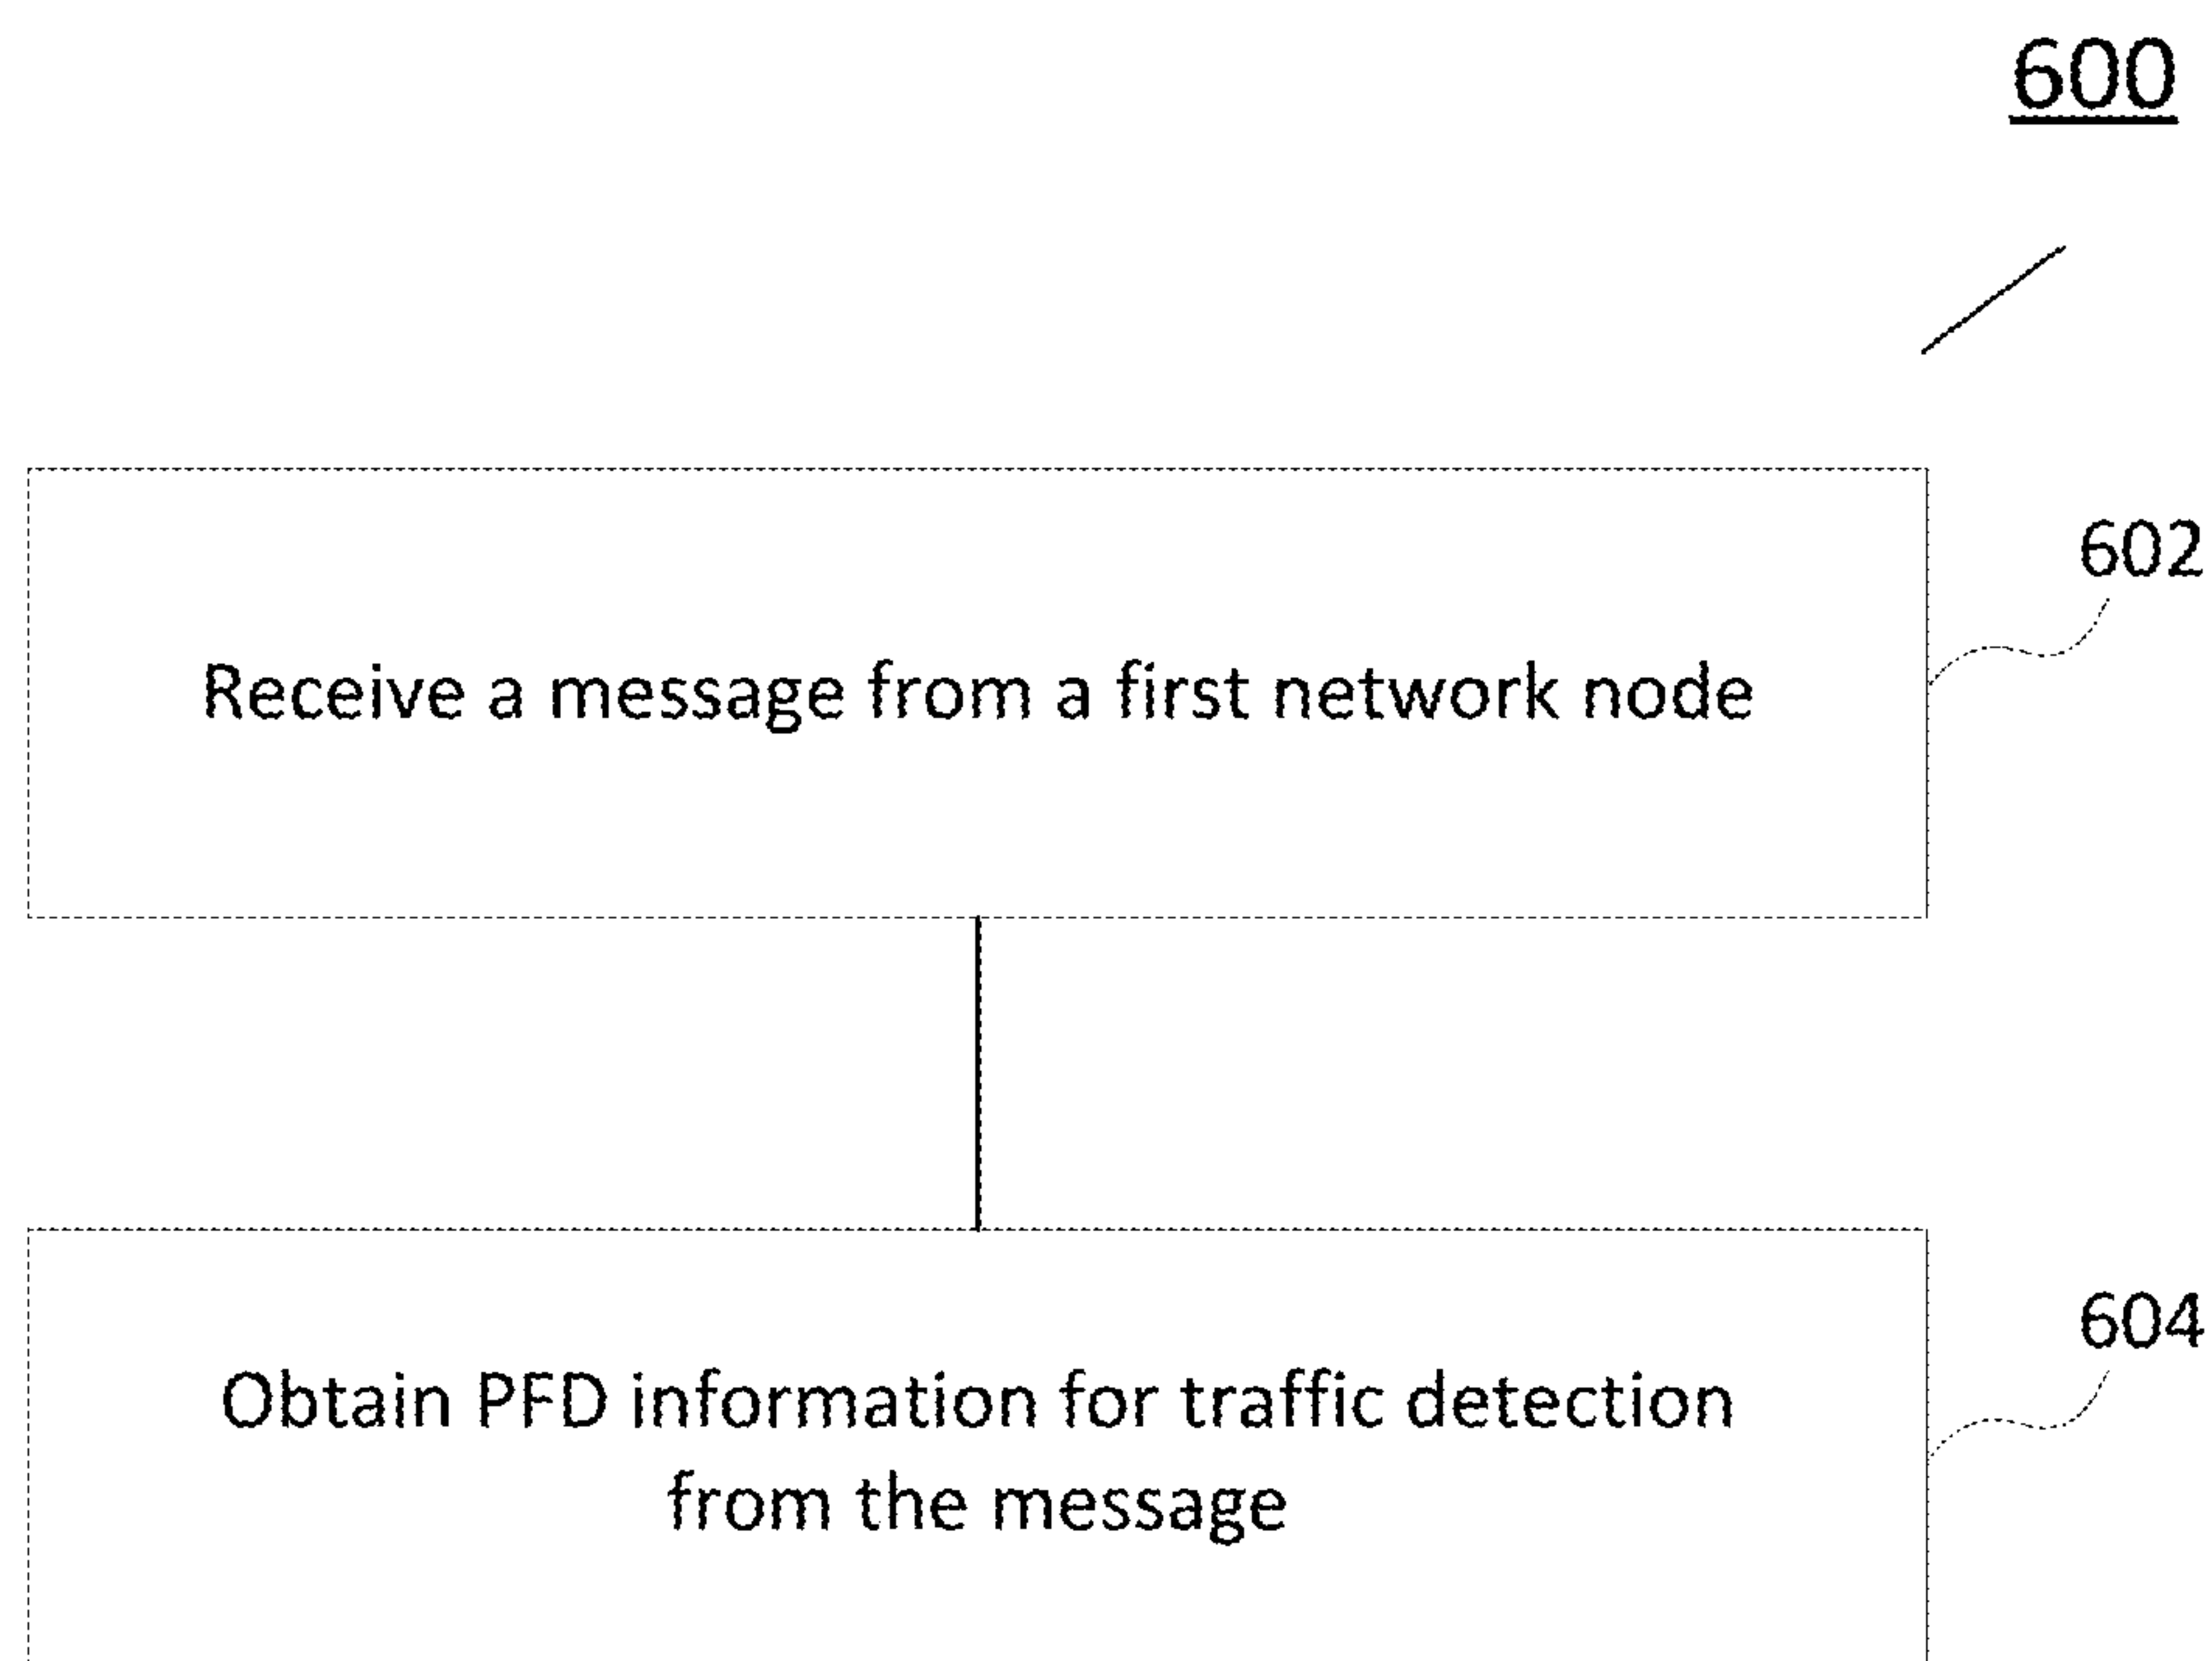 600
602
Receive a message from a first network node
604
Obtain PFD information for traffic detection
from the message